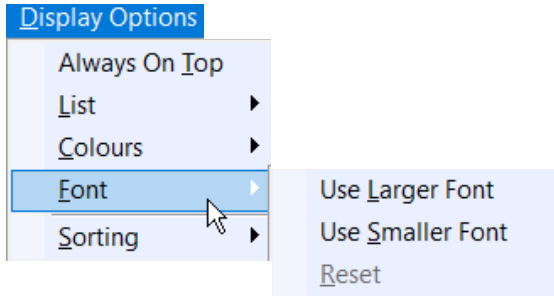 Display Options
Always On Top
List
Colours
Font
Use Larger Font
Sorting
Use Smaller Font
Reset